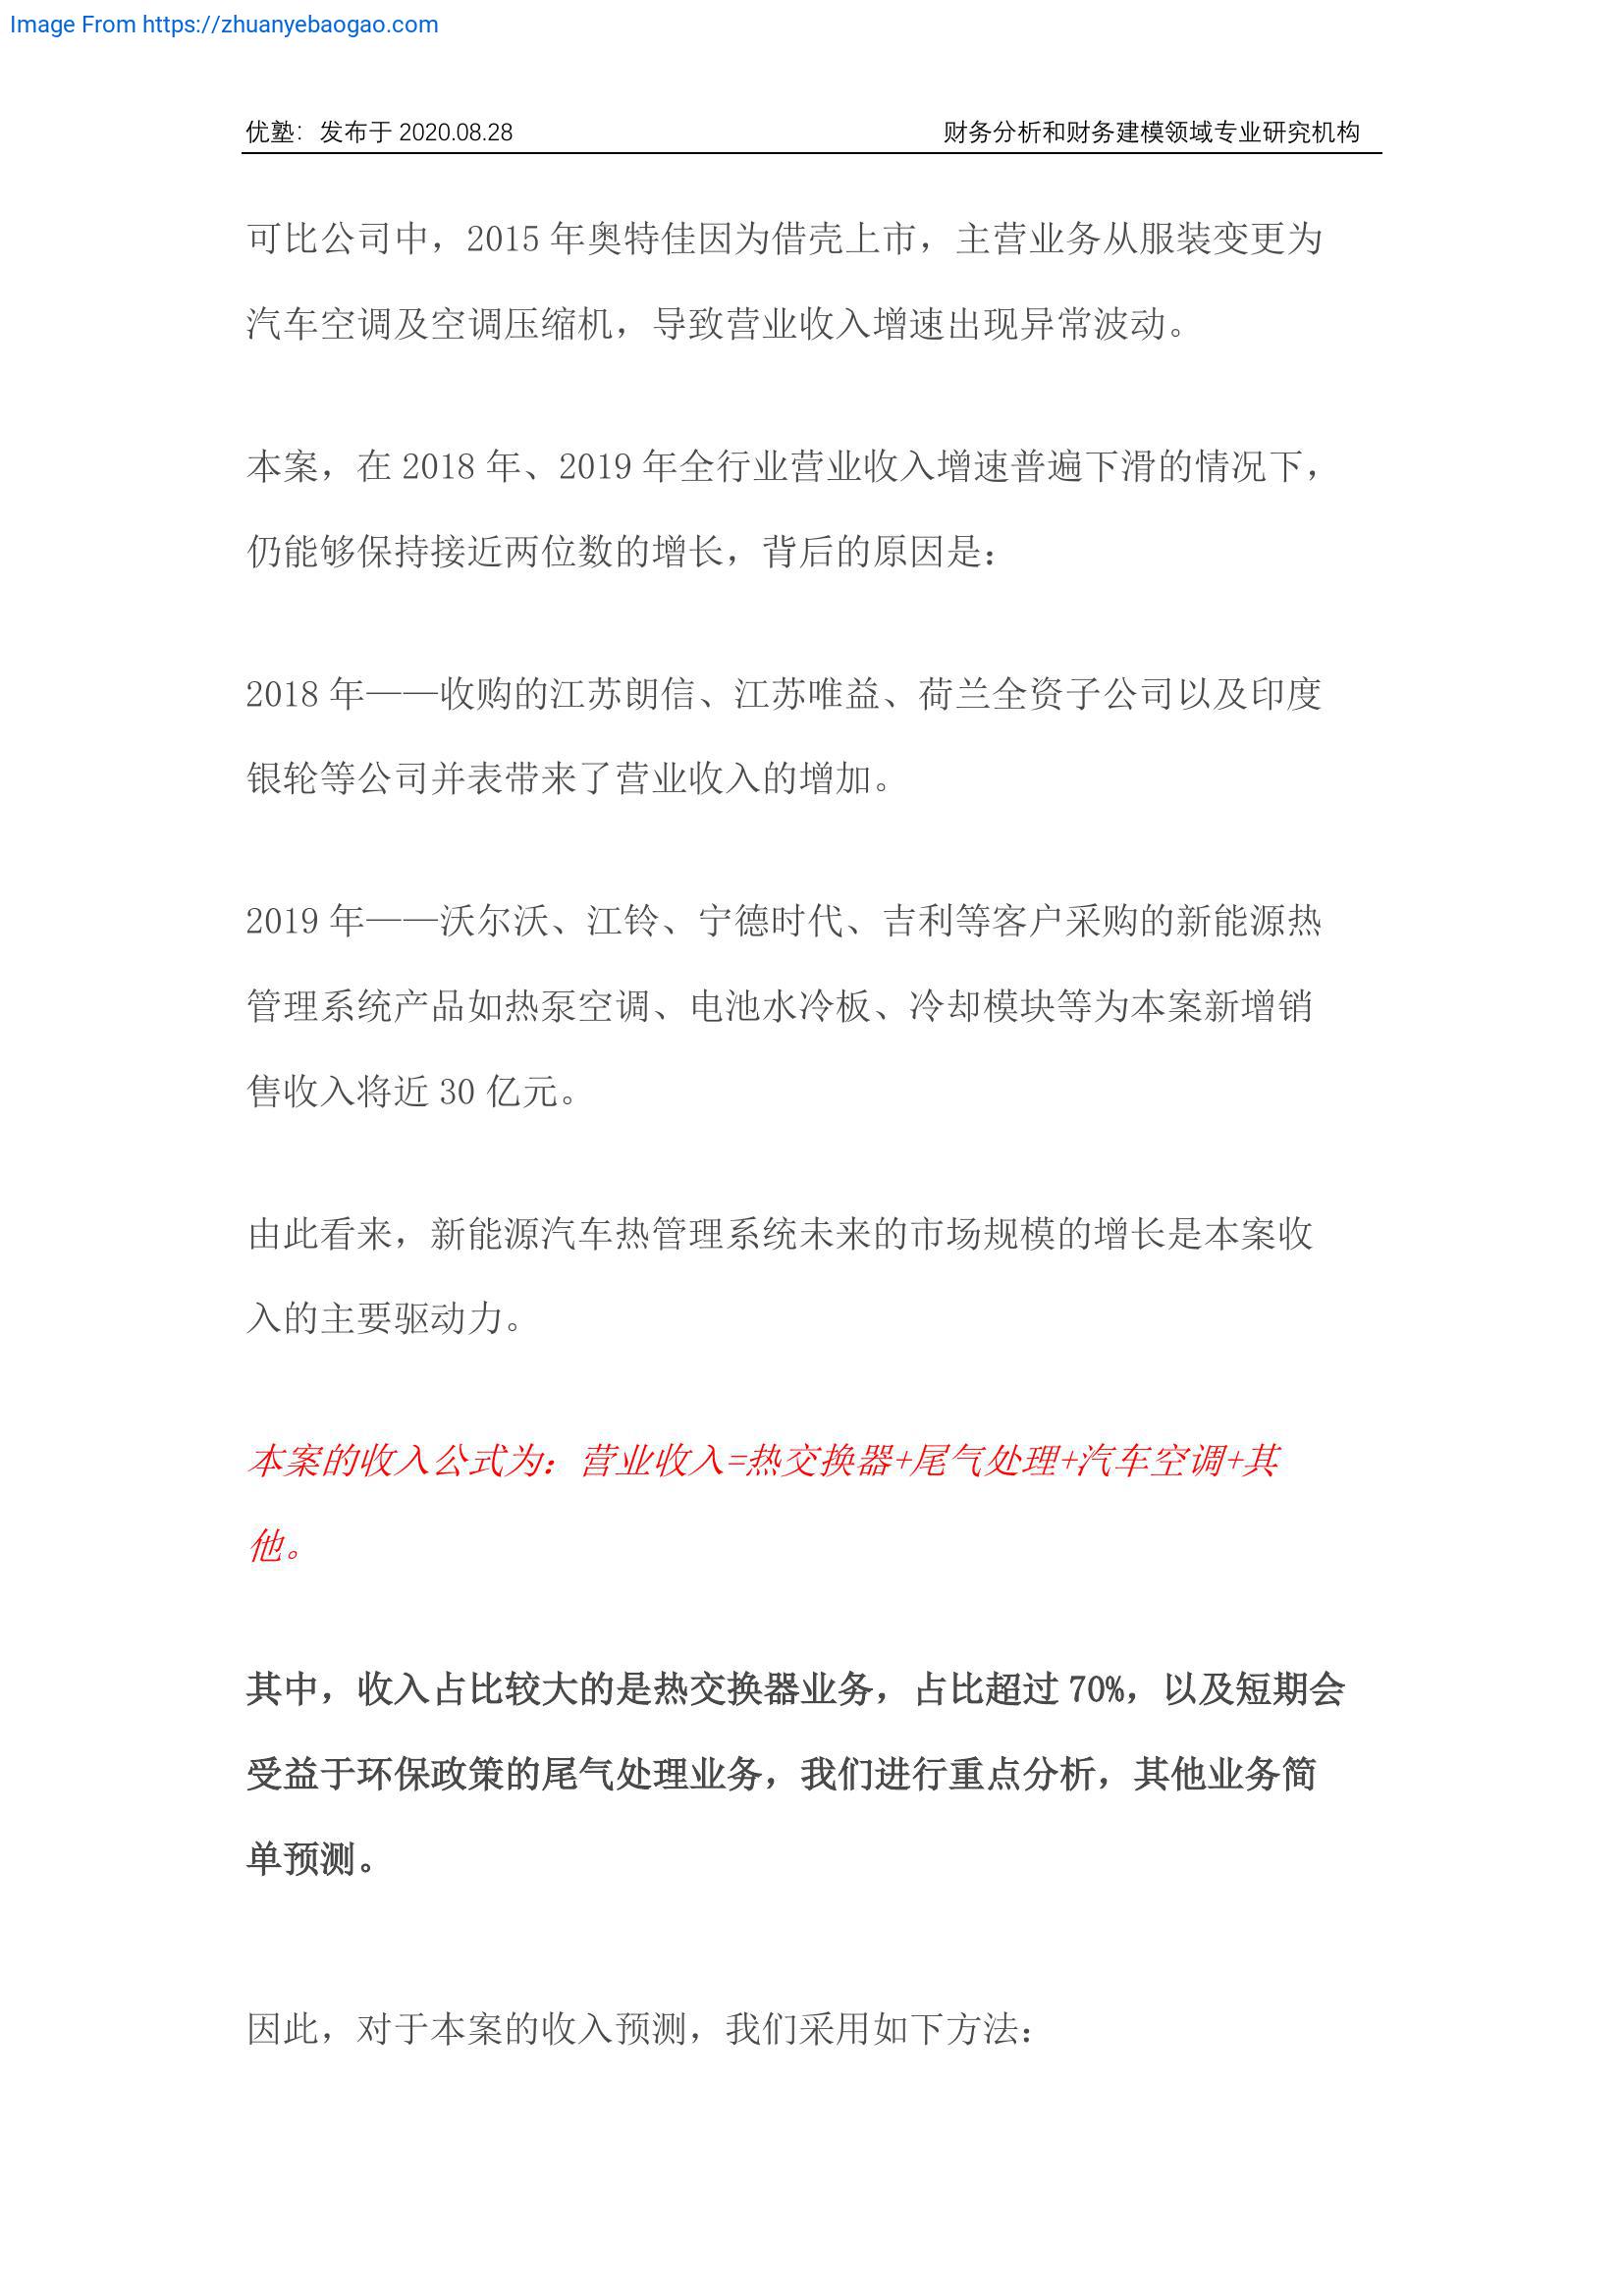 Image From https://zhuanyebaogao.com
优塾：发布于 2020.08.28 财务分析和财务建模领域专业研究机构
可比公司中，2015 年奥特佳因为借壳上市，主营业务从服装变更为
汽车空调及空调压缩机，导致营业收入增速出现异常波动。
本案，在 2018 年、2019 年全行业营业收入增速普遍下滑的情况下，
仍能够保持接近两位数的增长，背后的原因是：
2018 年——收购的江苏朗信、江苏唯益、荷兰全资子公司以及印度
银轮等公司并表带来了营业收入的增加。
2019 年——沃尔沃、江铃、宁德时代、吉利等客户采购的新能源热
管理系统产品如热泵空调、电池水冷板、冷却模块等为本案新增销
售收入将近 30 亿元。
由此看来，新能源汽车热管理系统未来的市场规模的增长是本案收
入的主要驱动力。
本案的收入公式为：营业收入=热交换器+尾气处理+汽车空调+其
他。
其中，收入占比较大的是热交换器业务，占比超过 70%，以及短期会
受益于环保政策的尾气处理业务，我们进行重点分析，其他业务简
单预测。
因此，对于本案的收入预测，我们采用如下方法：